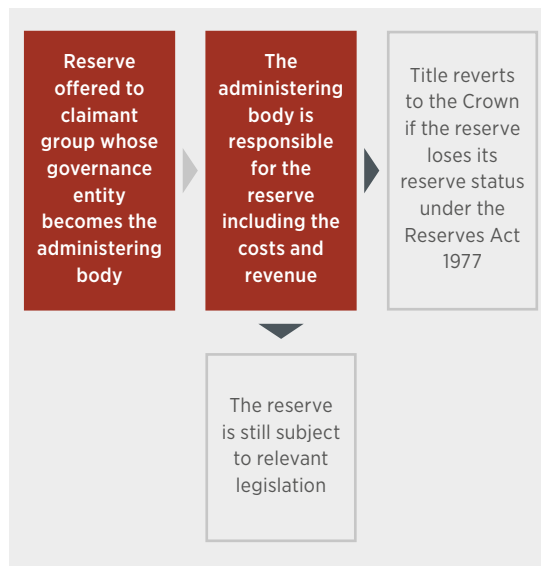 Reserve
offered to
claimant
group whose
governance
entity
becomes the
administering
body
The
administering
body is
responsible
for the
reserve
including the
costs and
revenue
Title reverts
to the Crown
if the reserve
loses its
reserve status
under the
Reserves Act
1977
The reserve
is still subject
to relevant
legislation